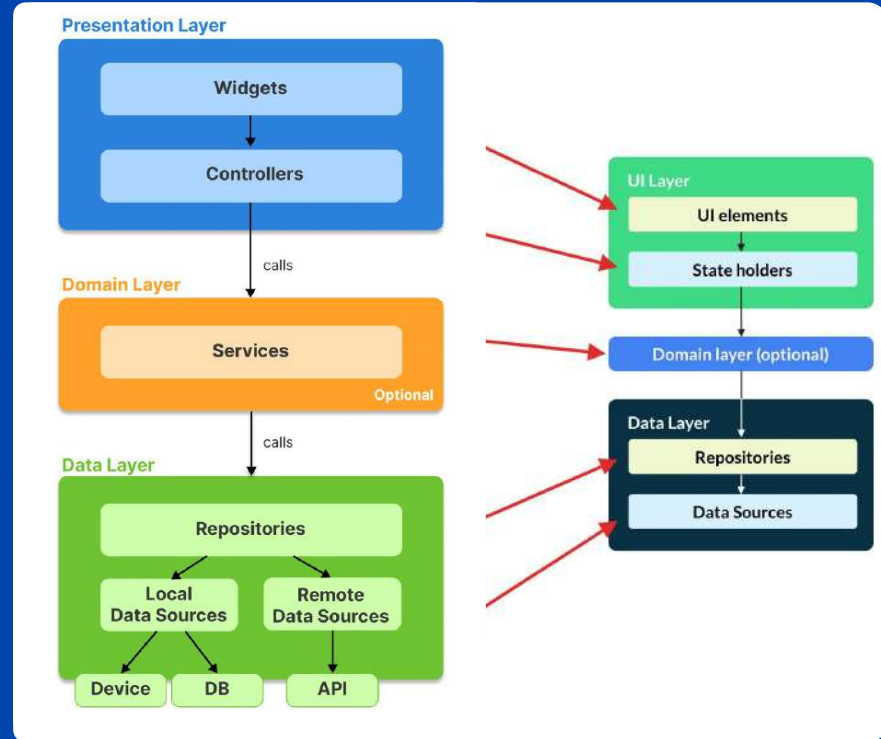 Presentation Layer
Widgets
Controllers
calls
Domain Layer
Services
Optional
calls
Data Layer
Repositories
Local
Data Sources
Remote
Data Sources
Device
DB
API
UI Layer
UI elements
State holders
Domain layer (optional)
Data Layer
Repositories
Data Sources